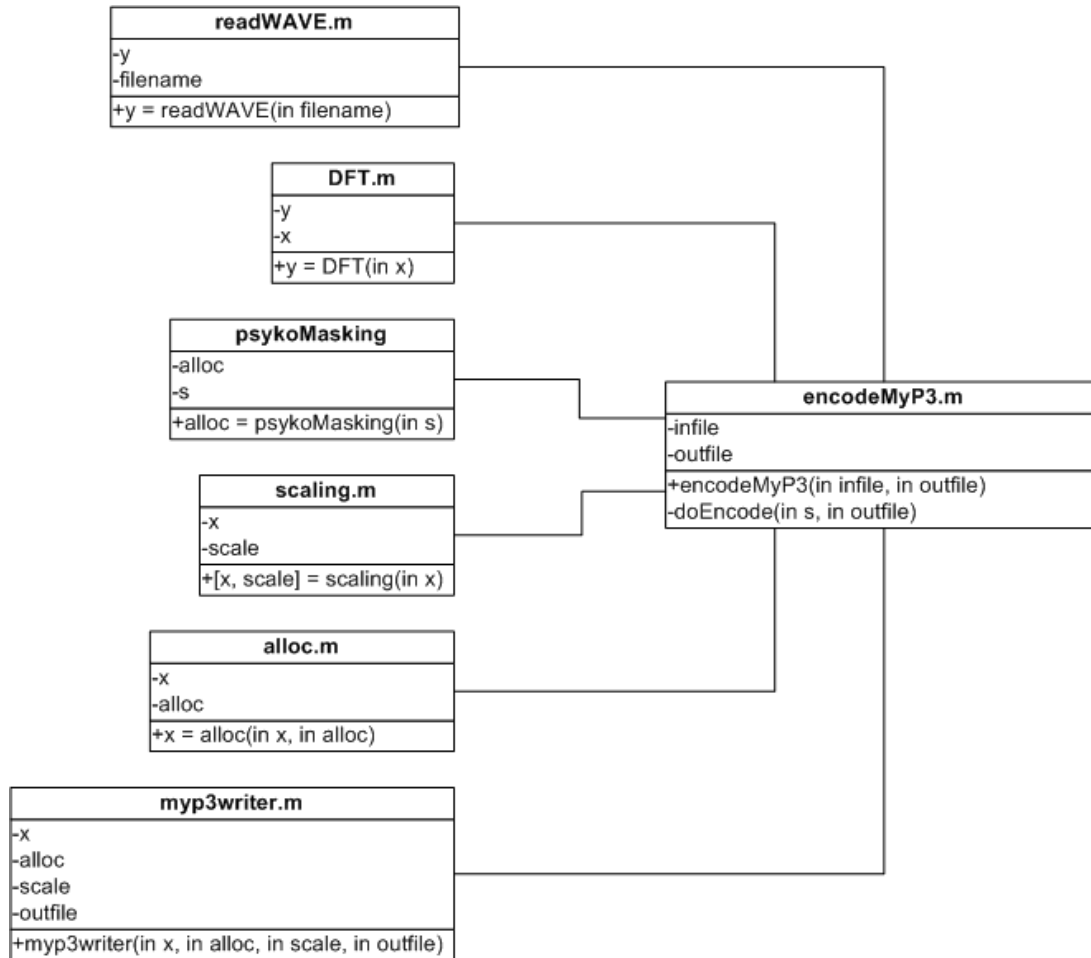 readWAVE.m
-y
-filename
+y = readWAVE(in filename)
DFT.m
-y
-x
+y = DFT(in x)
psykoMasking
-alloc
-s
+alloc = psykoMasking(in s)
encodeMyP3.m
-infile
-outfile
+encodeMyP3(in infile, in outfile)
-doEncode(in s, in outfile)
scaling.m
-x
-scale
+[x, scale] = scaling(in x)
alloc.m
-x
-alloc
+x = alloc(in x, in alloc)
myp3writer.m
-x
-alloc
-scale
-outfile
+myp3writer(in x, in alloc, in scale, in outfile)